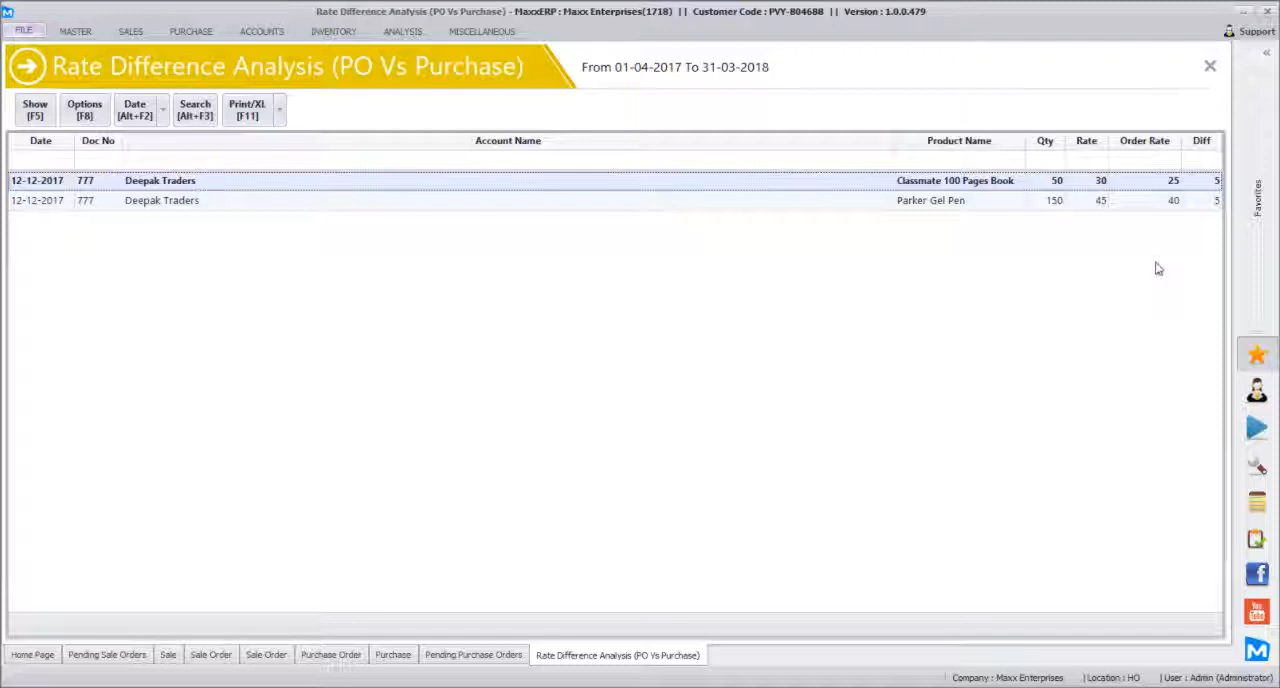 Rate Difference Analysis (PO Vs Purchase) - MaxxERP : Maxx Enterprises(1718) || Customer Code : PVY-804688 || Version : 1.0.0.479
FILE MASTER SALES PURCHASE ACCOUNTS INVENTORY ANALYSIS MISCELLANEOUS Support
Rate Difference Analysis (PO Vs Purchase) From 01-04-2017 To 31-03-2018
Show Options Date Search Print/XL
[F5] [F8] [Alt+F2] [Alt+F3] [F11]
Date Doc No Account Name Product Name Qty Rate Order Rate Diff
12-12-2017 777 Deepak Traders Classmate 100 Pages Book 50 30 25 5
12-12-2017 777 Deepak Traders Parker Gel Pen 150 45 40 5
Favorites
You
Tube
Home Page Pending Sale Orders Sale Sale Order Sale Order Purchase Order Purchase Pending Purchase Orders Rate Difference Analysis (PO Vs Purchase)
Company : Maxx Enterprises | Location : HO | User : Admin (Administrator)